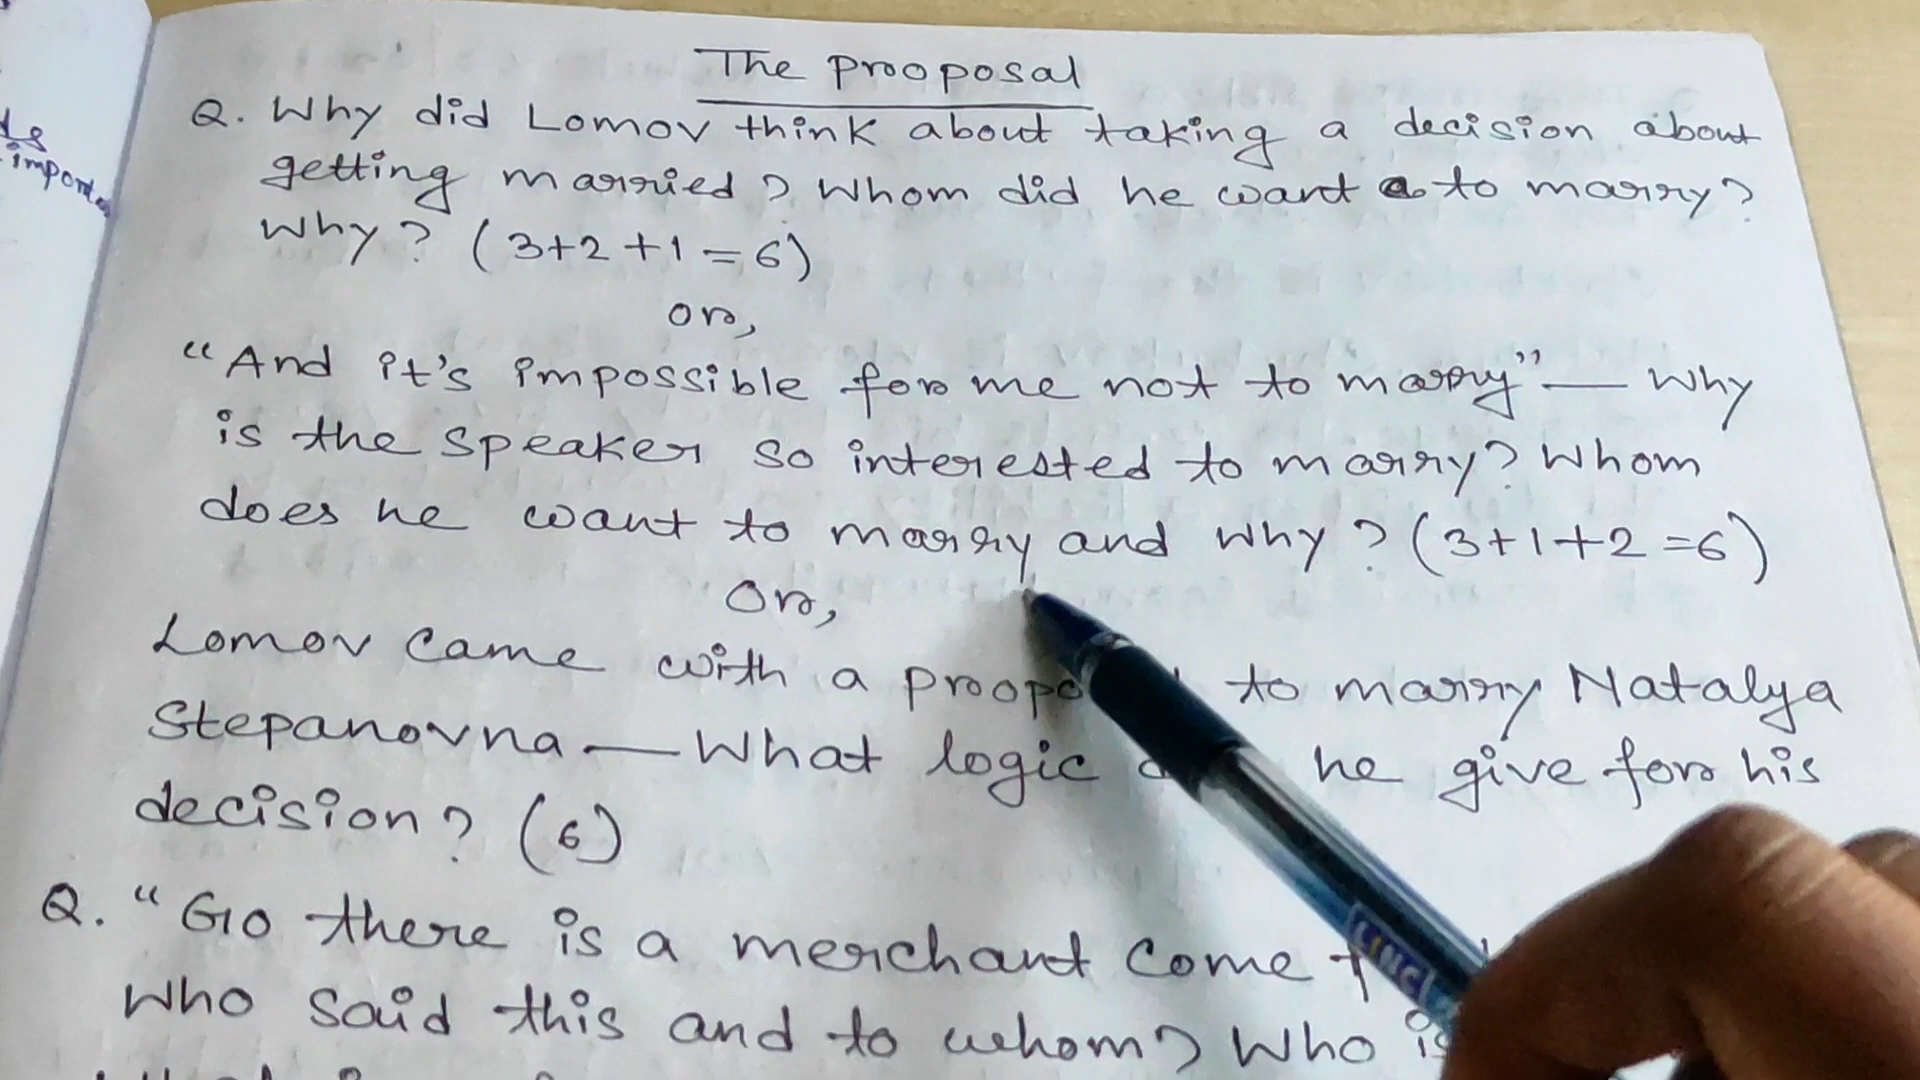 The Proposal
Q. Why did Lomov think about taking a decision about
getting married? Whom did he want to marry?
Why? (3+2+1=6)
or,
"And it's impossible for me not to marry" — Why
is the speaker so interested to marry? Whom
does he want to marry and why? (3+1+2=6)
Or,
Lomov came with a to marry Natalya
Stepanovna — What logic he give for his
decision? (6)
Q. "Go there is a merchant come
Who said this and to whom? Who
LINC